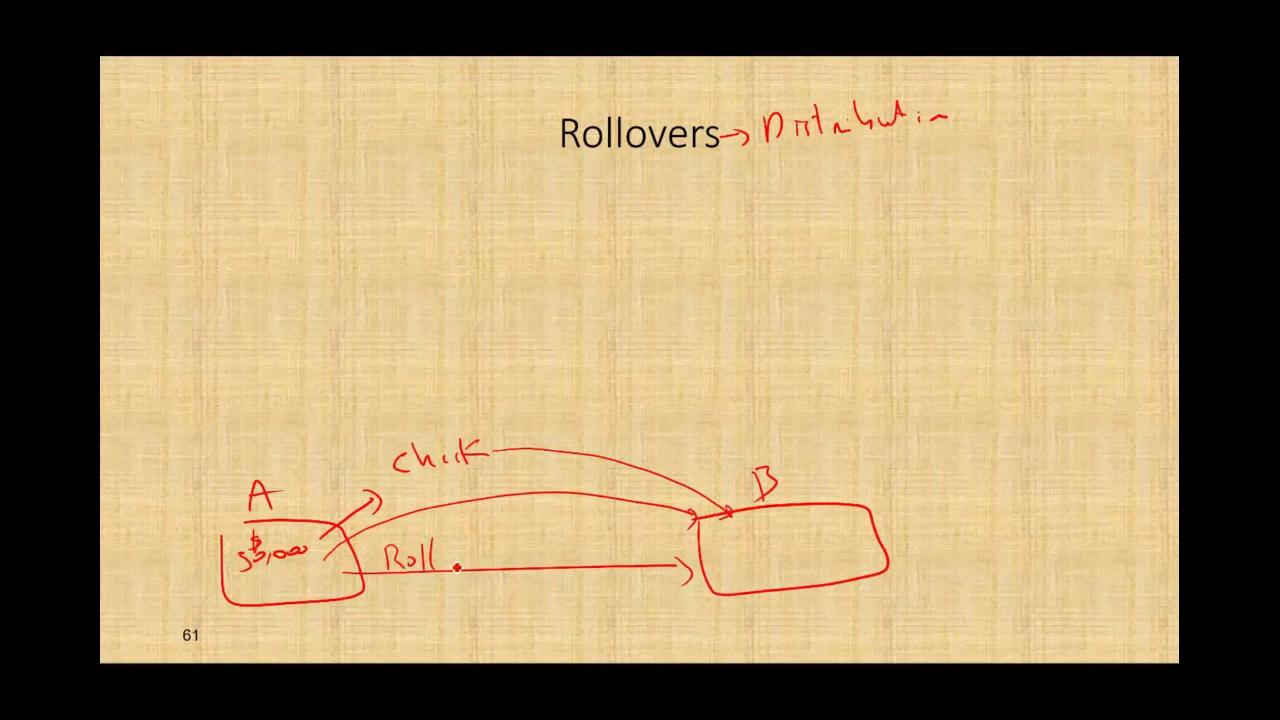 Rollovers → Distribution
Check
A
B
$
50,000
Roll
61